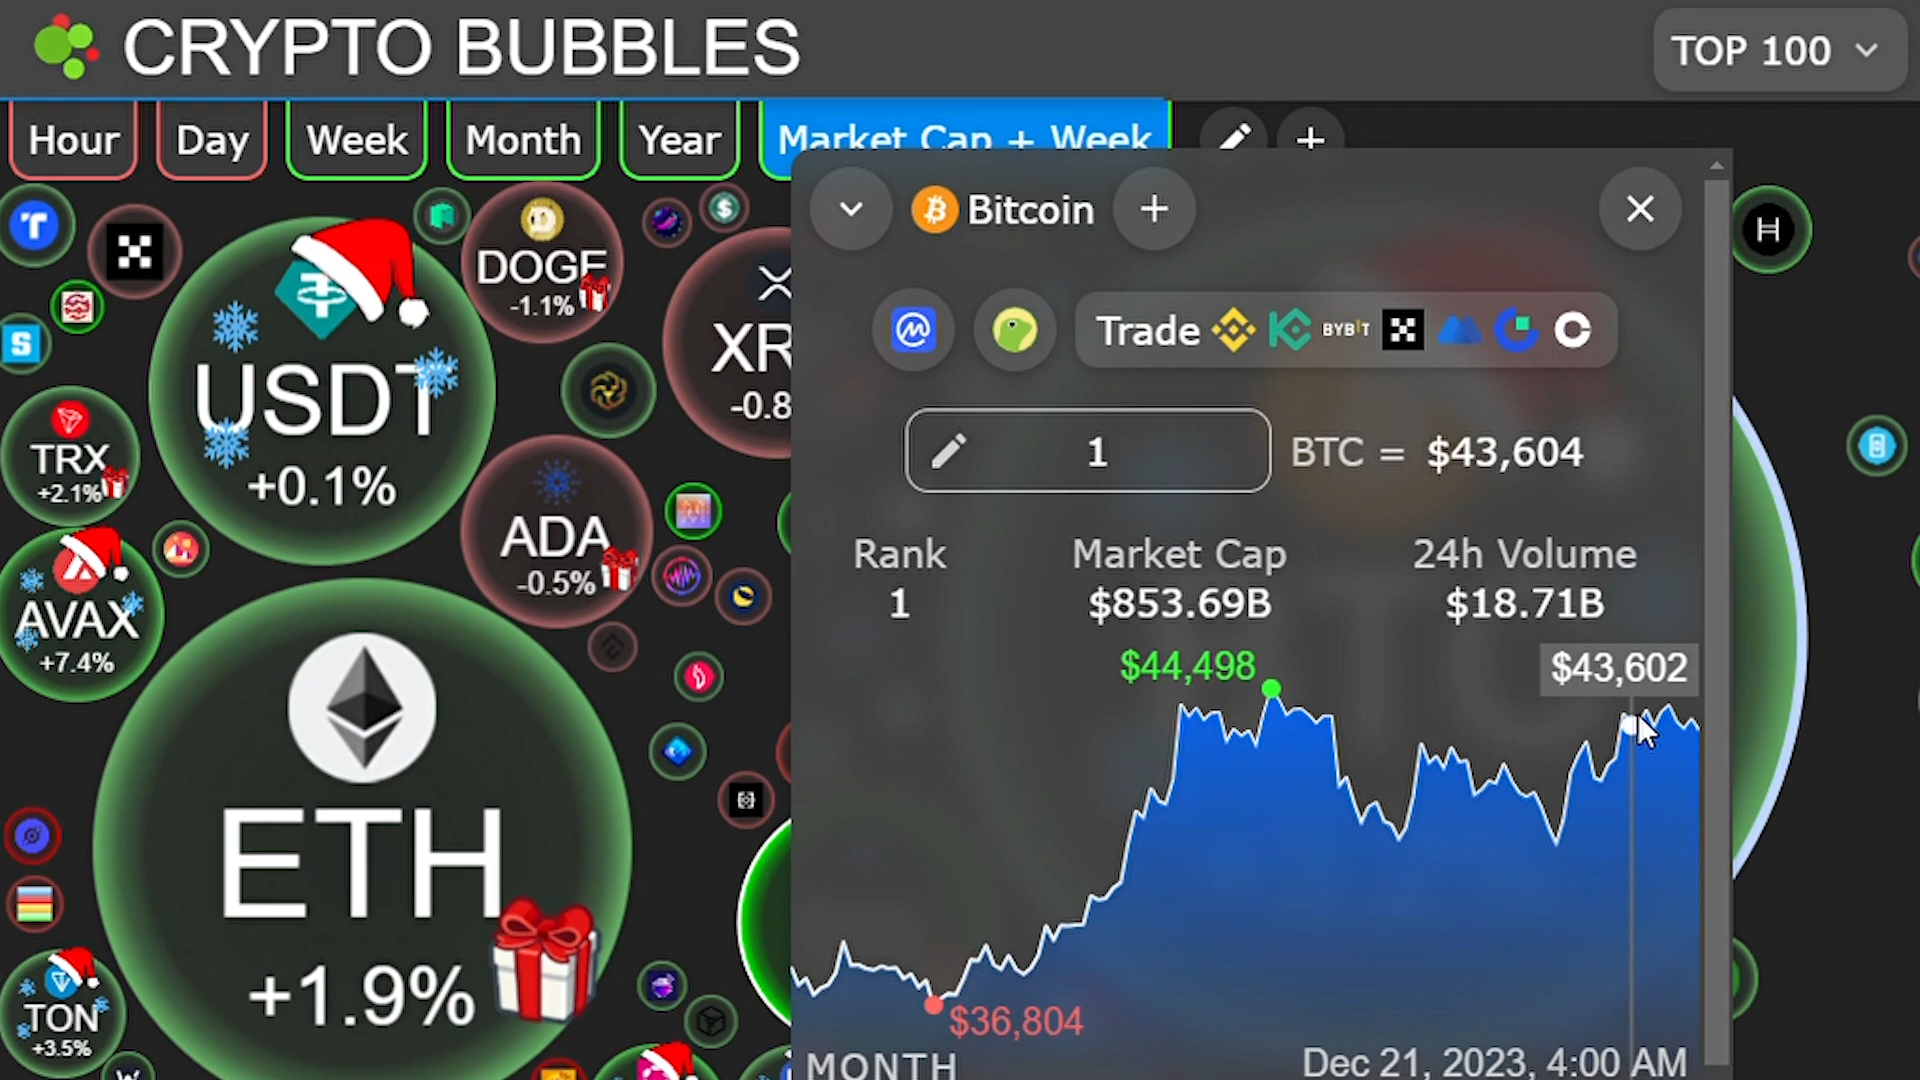 CRYPTO BUBBLES
TOP 100
Hour
Day
Week
Month
Year
Market Cap + Week
Bitcoin
Trade
BYBIT
1
BTC = $43,604
Rank
Market Cap
24h Volume
1
$853.69B
$18.71B
$44,498
$43,602
$36,804
MONTH
Dec 21, 2023, 4:00 AM
DOGE
-1.1%
XR
-0.8
USDT
+0.1%
TRX
+2.1%
ADA
-0.5%
AVAX
+7.4%
ETH
+1.9%
TON
+3.5%